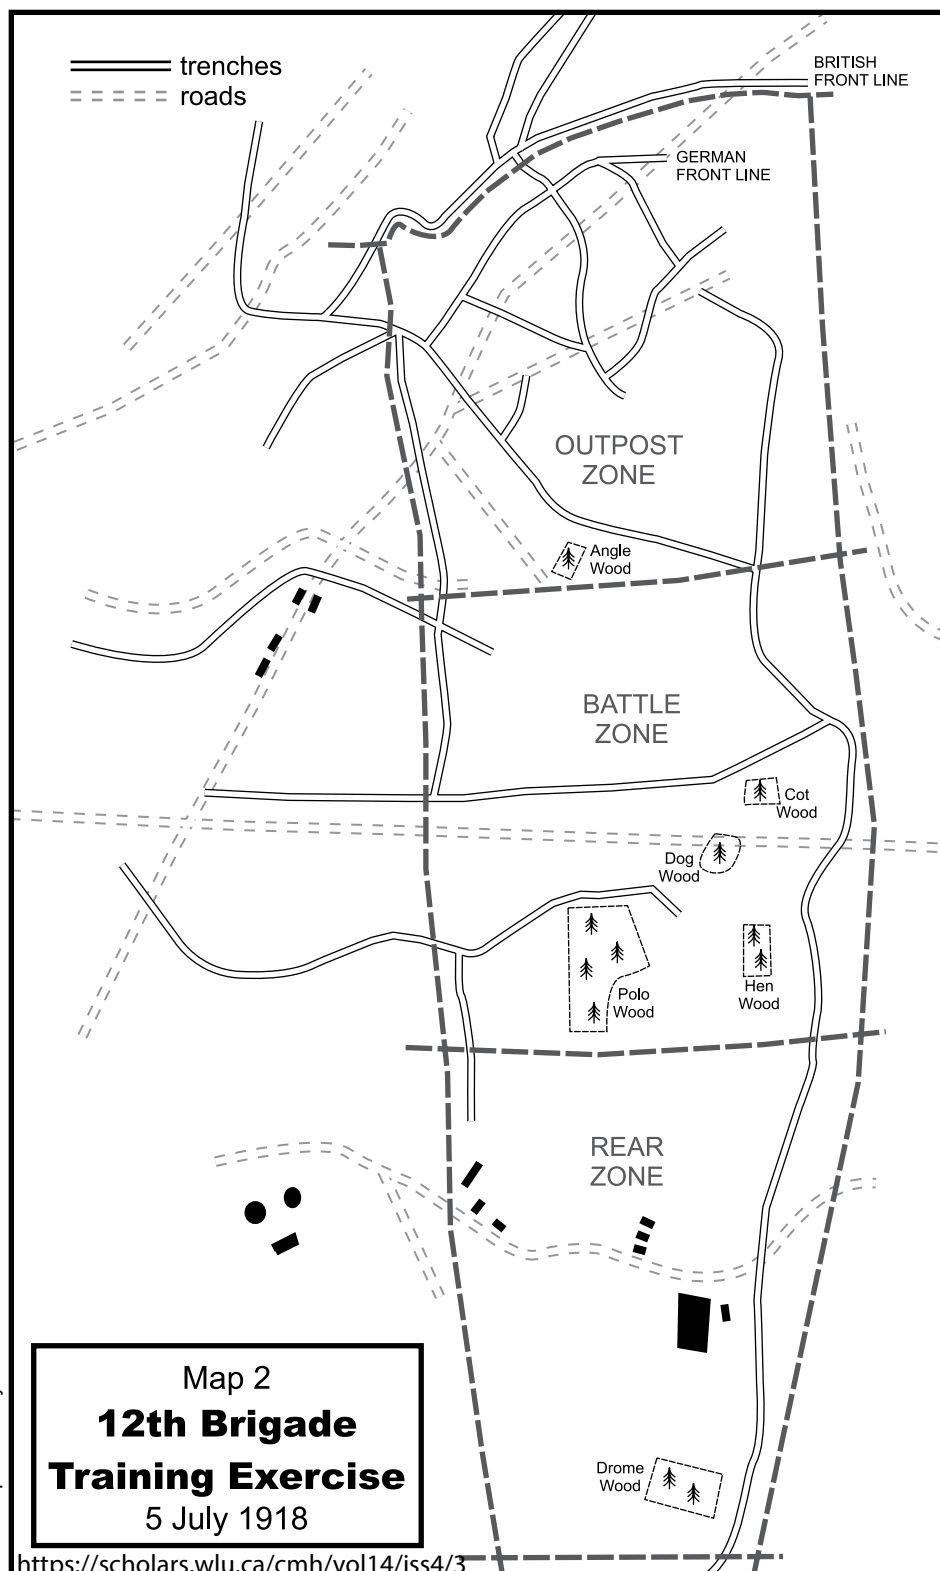 trenches
roads
BRITISH
FRONT LINE
GERMAN
FRONT LINE
OUTPOST
ZONE
Angle
Wood
BATTLE
ZONE
Cot
Wood
Dog
Wood
Polo
Wood
Hen
Wood
REAR
ZONE
Drome
Wood
Map 2
12th Brigade
Training Exercise
5 July 1918
https://scholars.wlu.ca/cmh/vol14/iss4/3